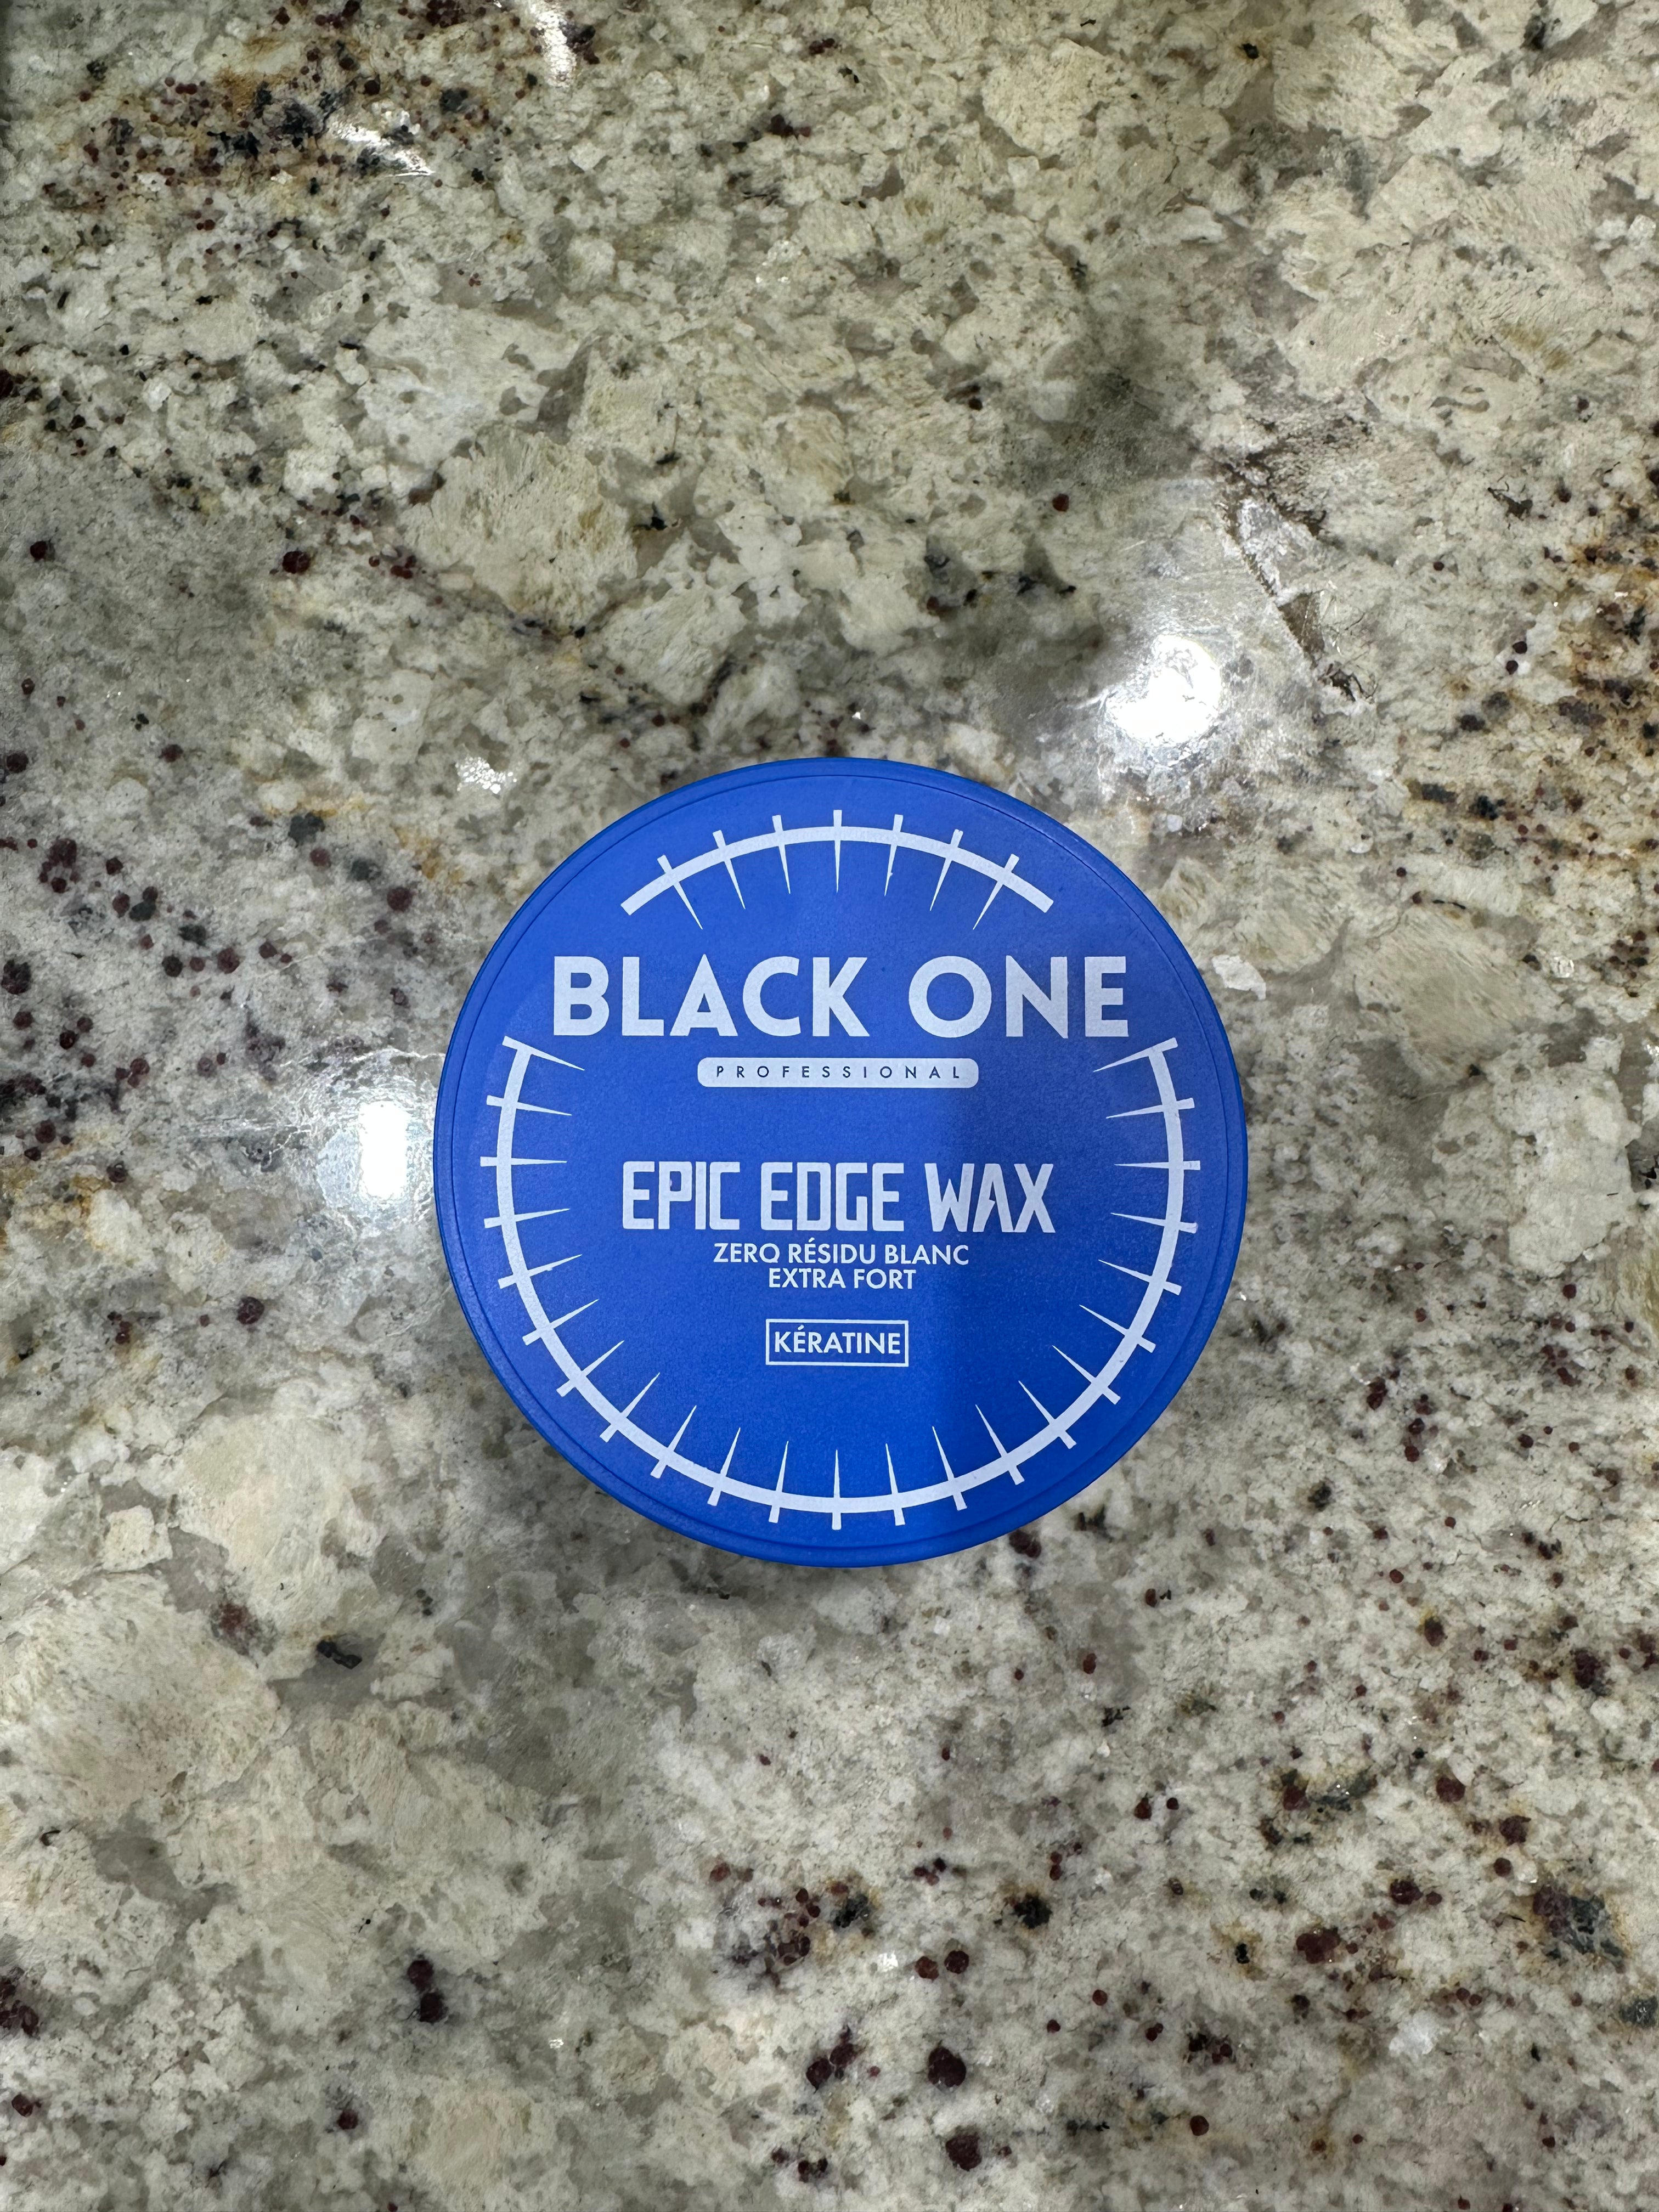 BLACK ONE
PROFESSIONAL
EPIC EDGE WAX
ZERO RÉSIDU BLANC
EXTRA FORT
KÉRATINE